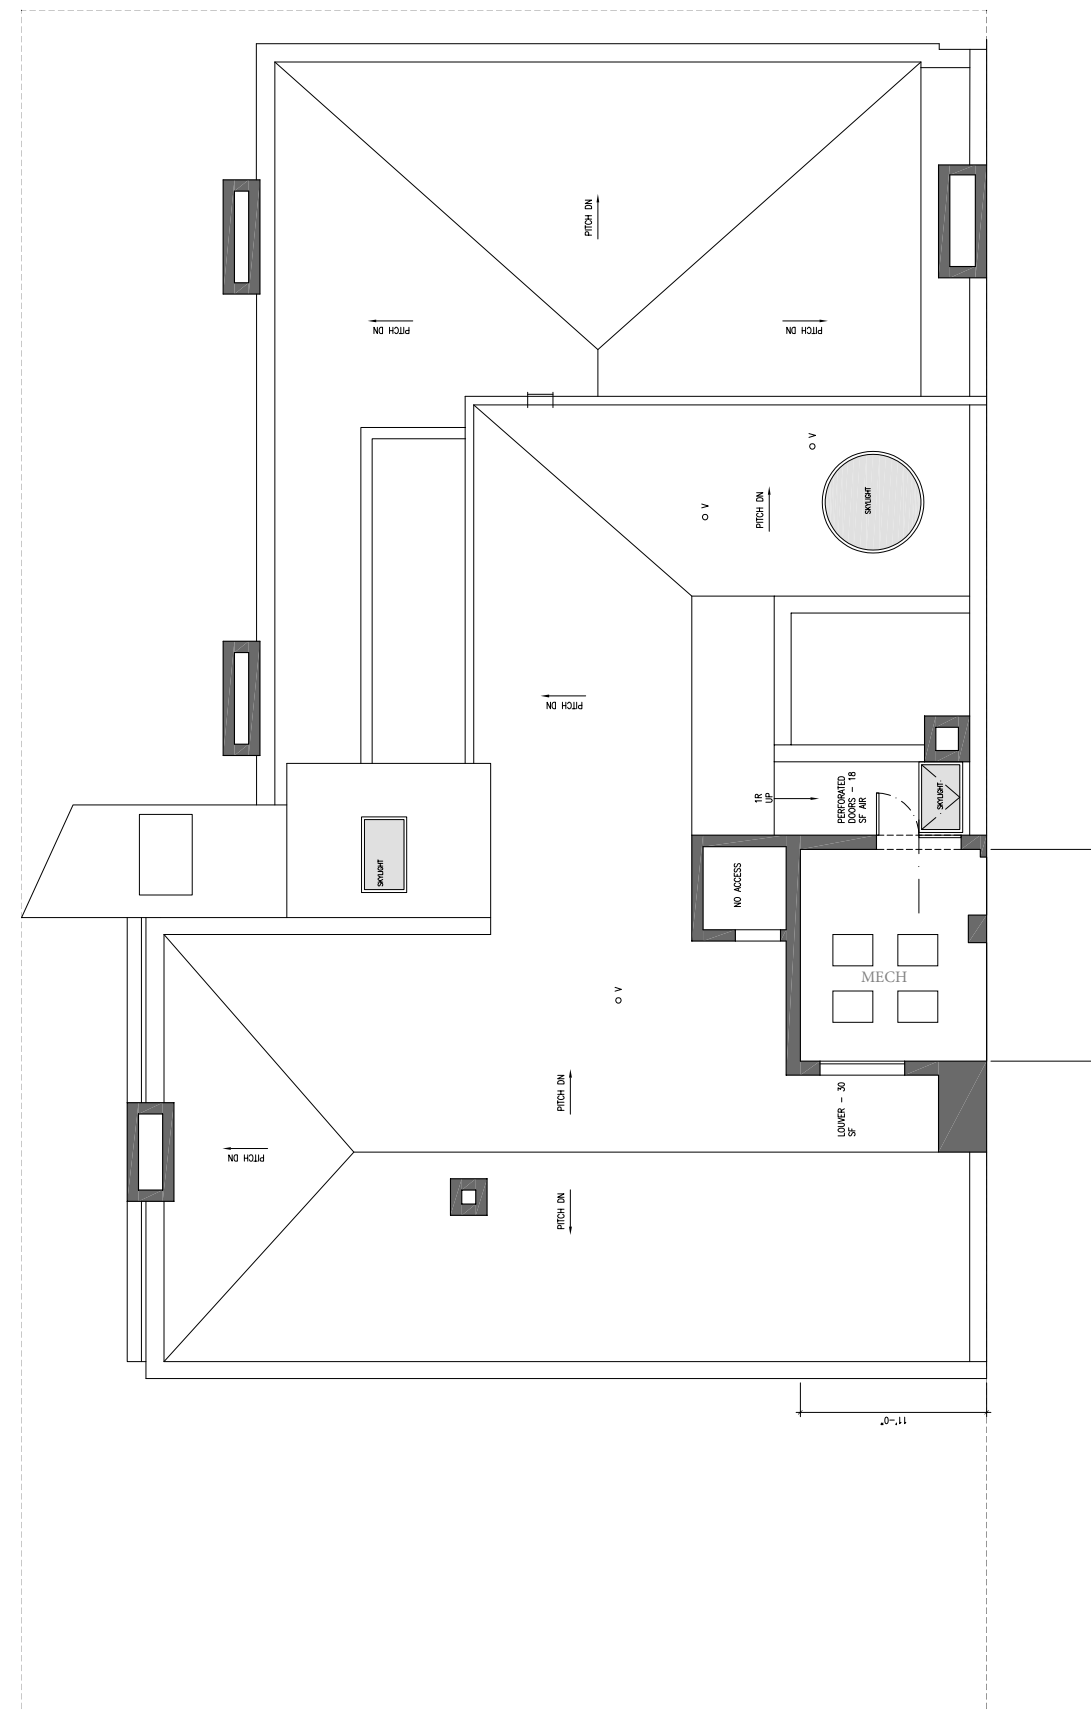 PITCH DN
PITCH DN
PITCH DN
V
V
PITCH DN
SKYLIGHT
PITCH DN
1R
UP
PERFORATED
DOORS - 18
SF AIR
SKYLIGHT
SKYLIGHT
NO ACCESS
MECH
V
PITCH DN
LOUVER - 30
SF
PITCH DN
PITCH DN
11'-0"